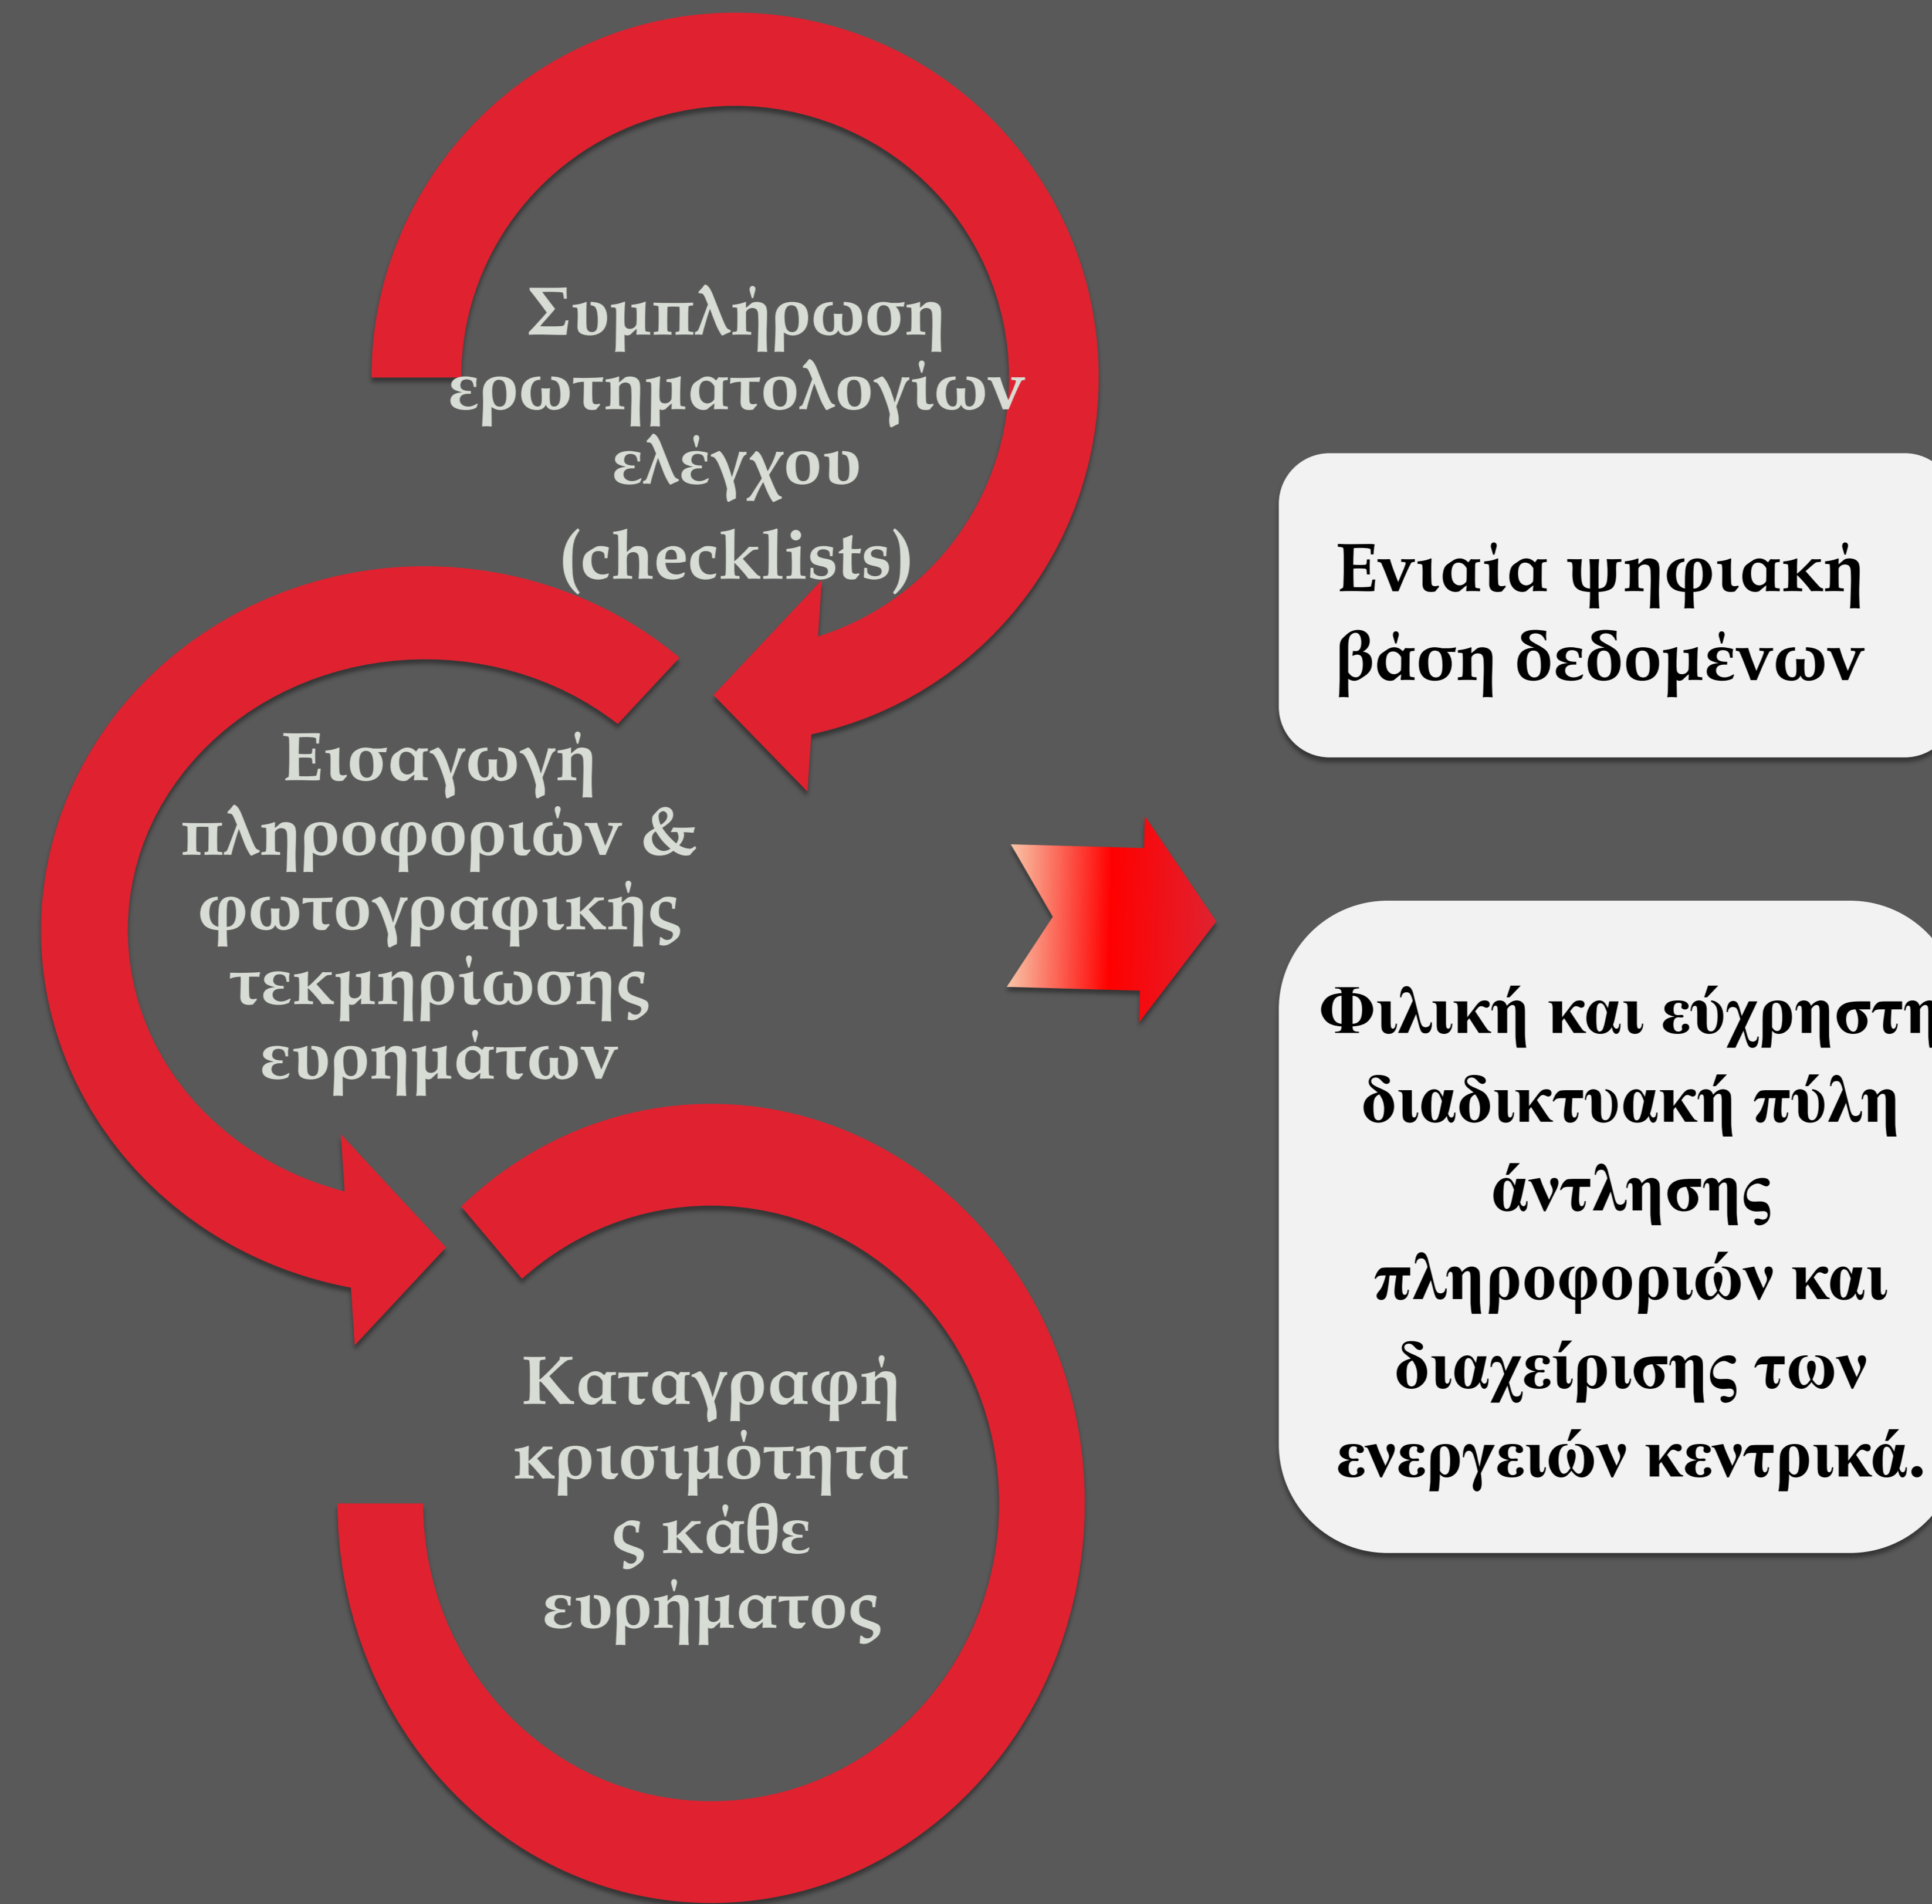 Συμπλήρωση
ερωτηματολογίων
ελέγχου
(checklists)
Εισαγωγή
πληροφοριών &
φωτογραφικής
τεκμηρίωσης
ευρημάτων
Καταγραφή
κρισιμότητα
ς κάθε
ευρήματος
Ενιαία ψηφιακή
βάση δεδομένων
Φιλική και εύχρηστη
διαδικτυακή πύλη
άντλησης
πληροφοριών και
διαχείρισης των
ενεργειών κεντρικά.